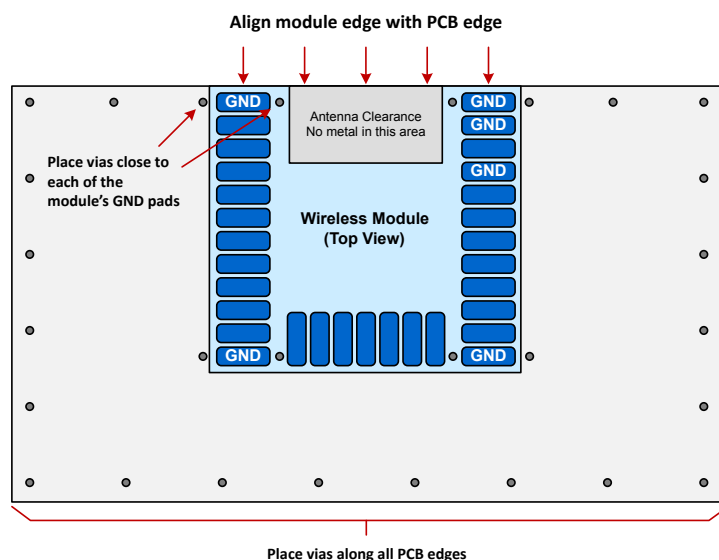 Align module edge with PCB edge
GND
GND
Antenna Clearance
No metal in this area
GND
Place vias close to
each of the
module's GND pads
GND
Wireless Module
(Top View)
GND
GND
Place vias along all PCB edges